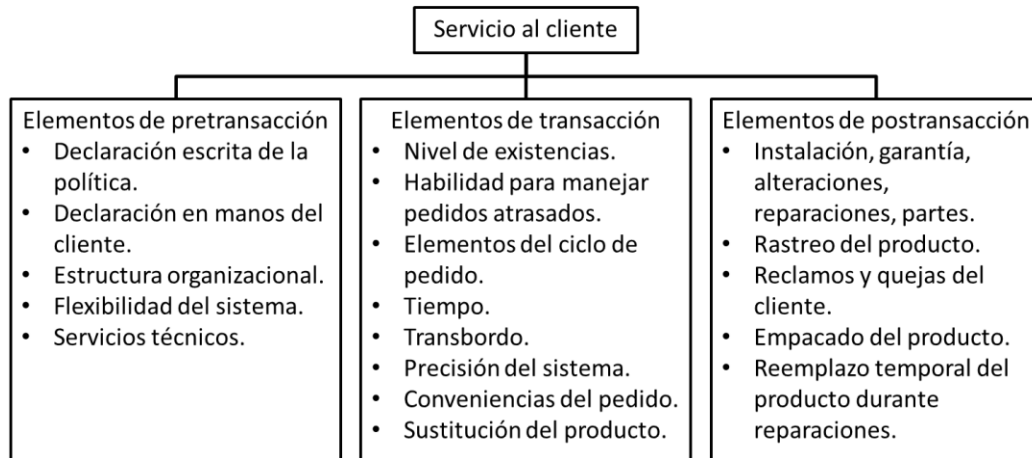 Servicio al cliente
Elementos de pretransacción
• Declaración escrita de la
política.
• Declaración en manos del
cliente.
• Estructura organizacional.
• Flexibilidad del sistema.
• Servicios técnicos.
Elementos de transacción
• Nivel de existencias.
• Habilidad para manejar
pedidos atrasados.
• Elementos del ciclo de
pedido.
• Tiempo.
• Transbordo.
• Precisión del sistema.
• Conveniencias del pedido.
• Sustitución del producto.
Elementos de postransacción
• Instalación, garantía,
alteraciones,
reparaciones, partes.
• Rastreo del producto.
• Reclamos y quejas del
cliente.
• Empacado del producto.
• Reemplazo temporal del
producto durante
reparaciones.